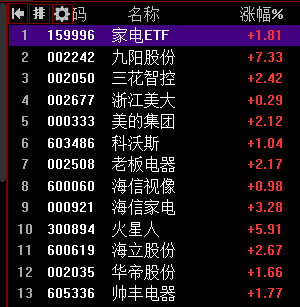 码 名称 涨幅%
1 159996 家电ETF +1.81
2 002242 九阳股份 +7.33
3 002050 三花智控 +2.42
4 002677 浙江美大 +0.29
5 000333 美的集团 +2.12
6 603486 科沃斯 +1.04
7 002508 老板电器 +2.17
8 600060 海信视像 +0.98
9 000921 海信家电 +3.28
10 300894 火星人 +5.91
11 600619 海立股份 +2.67
12 002035 华帝股份 +1.66
13 605336 帅丰电器 +1.77